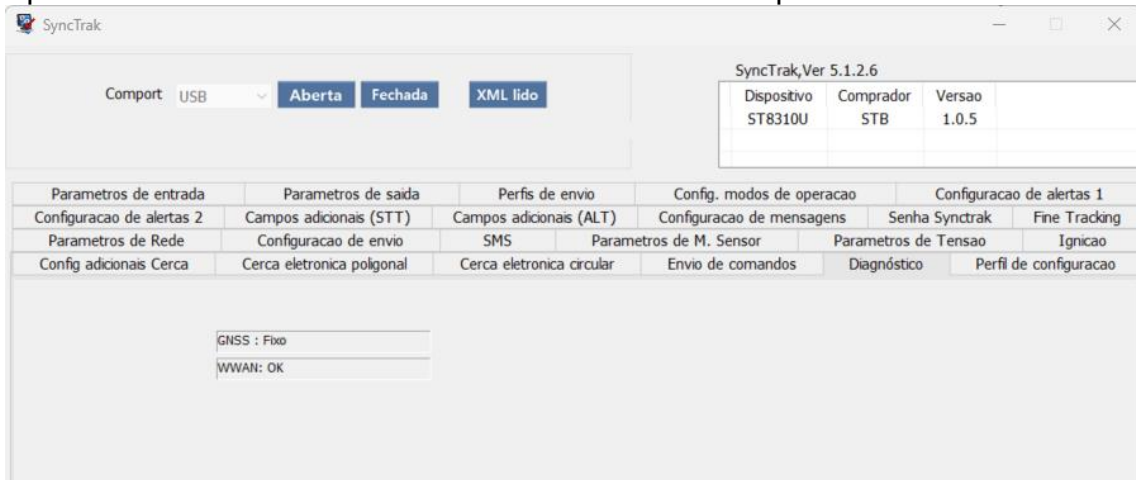 SyncTrak
SyncTrak,Ver 5.1.2.6
Comport USB Aberta Fechada XML lido
Dispositivo Comprador Versao
ST8310U STB 1.0.5
Parametros de entrada Parametros de saida Perfis de envio Config. modos de operacao Configuracao de alertas 1
Configuracao de alertas 2 Campos adicionais (STT) Campos adicionais (ALT) Configuracao de mensagens Senha Synctrak Fine Tracking
Parametros de Rede Configuracao de envio SMS Parametros de M. Sensor Parametros de Tensao Ignicao
Config adicionais Cerca Cerca eletronica poligonal Cerca eletronica circular Envio de comandos Diagnóstico Perfil de configuracao
GNSS : Fixo
WWAN: OK